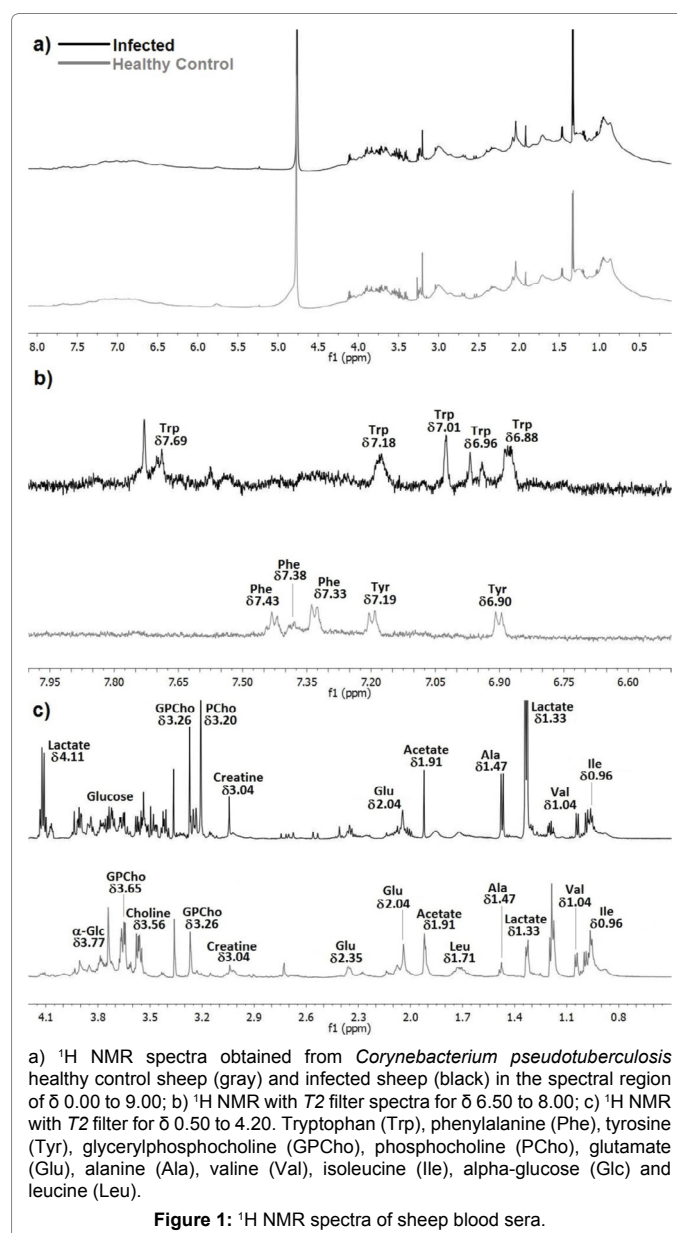 a)
Infected
Healthy Control
8.0 7.5 7.0 6.5 6.0 5.5 5.0 4.5 4.0 3.5 3.0 2.5 2.0 1.5 1.0 0.5
f1 (ppm)
b)
Trp
δ7.69
Trp
δ7.18
Trp
δ7.01
Trp
δ6.96
Trp
δ6.88
Phe
δ7.43
Phe
δ7.38
Phe
δ7.33
Tyr
δ7.19
Tyr
δ6.90
7.95 7.80 7.65 7.50 7.35 7.20 7.05 6.90 6.75 6.60
f1 (ppm)
c)
Lactate
δ4.11
Glucose
GPCho
δ3.26
PCho
δ3.20
Creatine
δ3.04
Glu
δ2.04
Acetate
δ1.91
Ala
δ1.47
Lactate
δ1.33
Val
δ1.04
Ile
δ0.96
α-Glc
δ3.77
GPCho
δ3.65
Choline
δ3.56
GPCho
δ3.26
Creatine
δ3.04
Glu
δ2.35
Glu
δ2.04
Acetate
δ1.91
Leu
δ1.71
Ala
δ1.47
Lactate
δ1.33
Val
δ1.04
Ile
δ0.96
4.1 3.8 3.5 3.2 2.9 2.6 2.3 2.0 1.7 1.4 1.1 0.8
f1 (ppm)
a) ¹H NMR spectra obtained from Corynebacterium pseudotuberculosis
healthy control sheep (gray) and infected sheep (black) in the spectral region
of δ 0.00 to 9.00; b) ¹H NMR with T2 filter spectra for δ 6.50 to 8.00; c) ¹H NMR
with T2 filter for δ 0.50 to 4.20. Tryptophan (Trp), phenylalanine (Phe), tyrosine
(Tyr), glycerylphosphocholine (GPCho), phosphocholine (PCho), glutamate
(Glu), alanine (Ala), valine (Val), isoleucine (Ile), alpha-glucose (Glc) and
leucine (Leu).
Figure 1: ¹H NMR spectra of sheep blood sera.